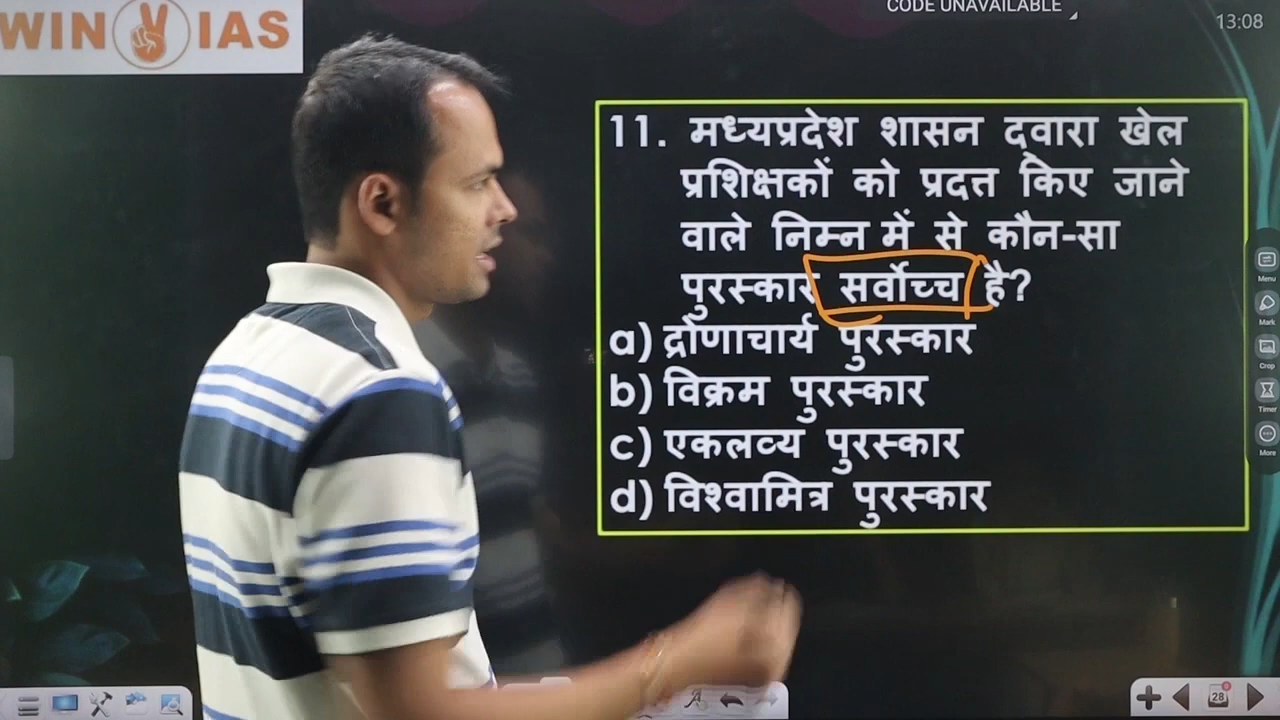 WIN IAS
CODE UNAVAILABLE
13:08
11. मध्यप्रदेश शासन द्वारा खेल
प्रशिक्षकों को प्रदत्त किए जाने
वाले निम्न में से कौन-सा
पुरस्कार सर्वोच्च है?
a) द्रोणाचार्य पुरस्कार
b) विक्रम पुरस्कार
c) एकलव्य पुरस्कार
d) विश्वामित्र पुरस्कार
Menu
Mark
Crop
Timer
More
28